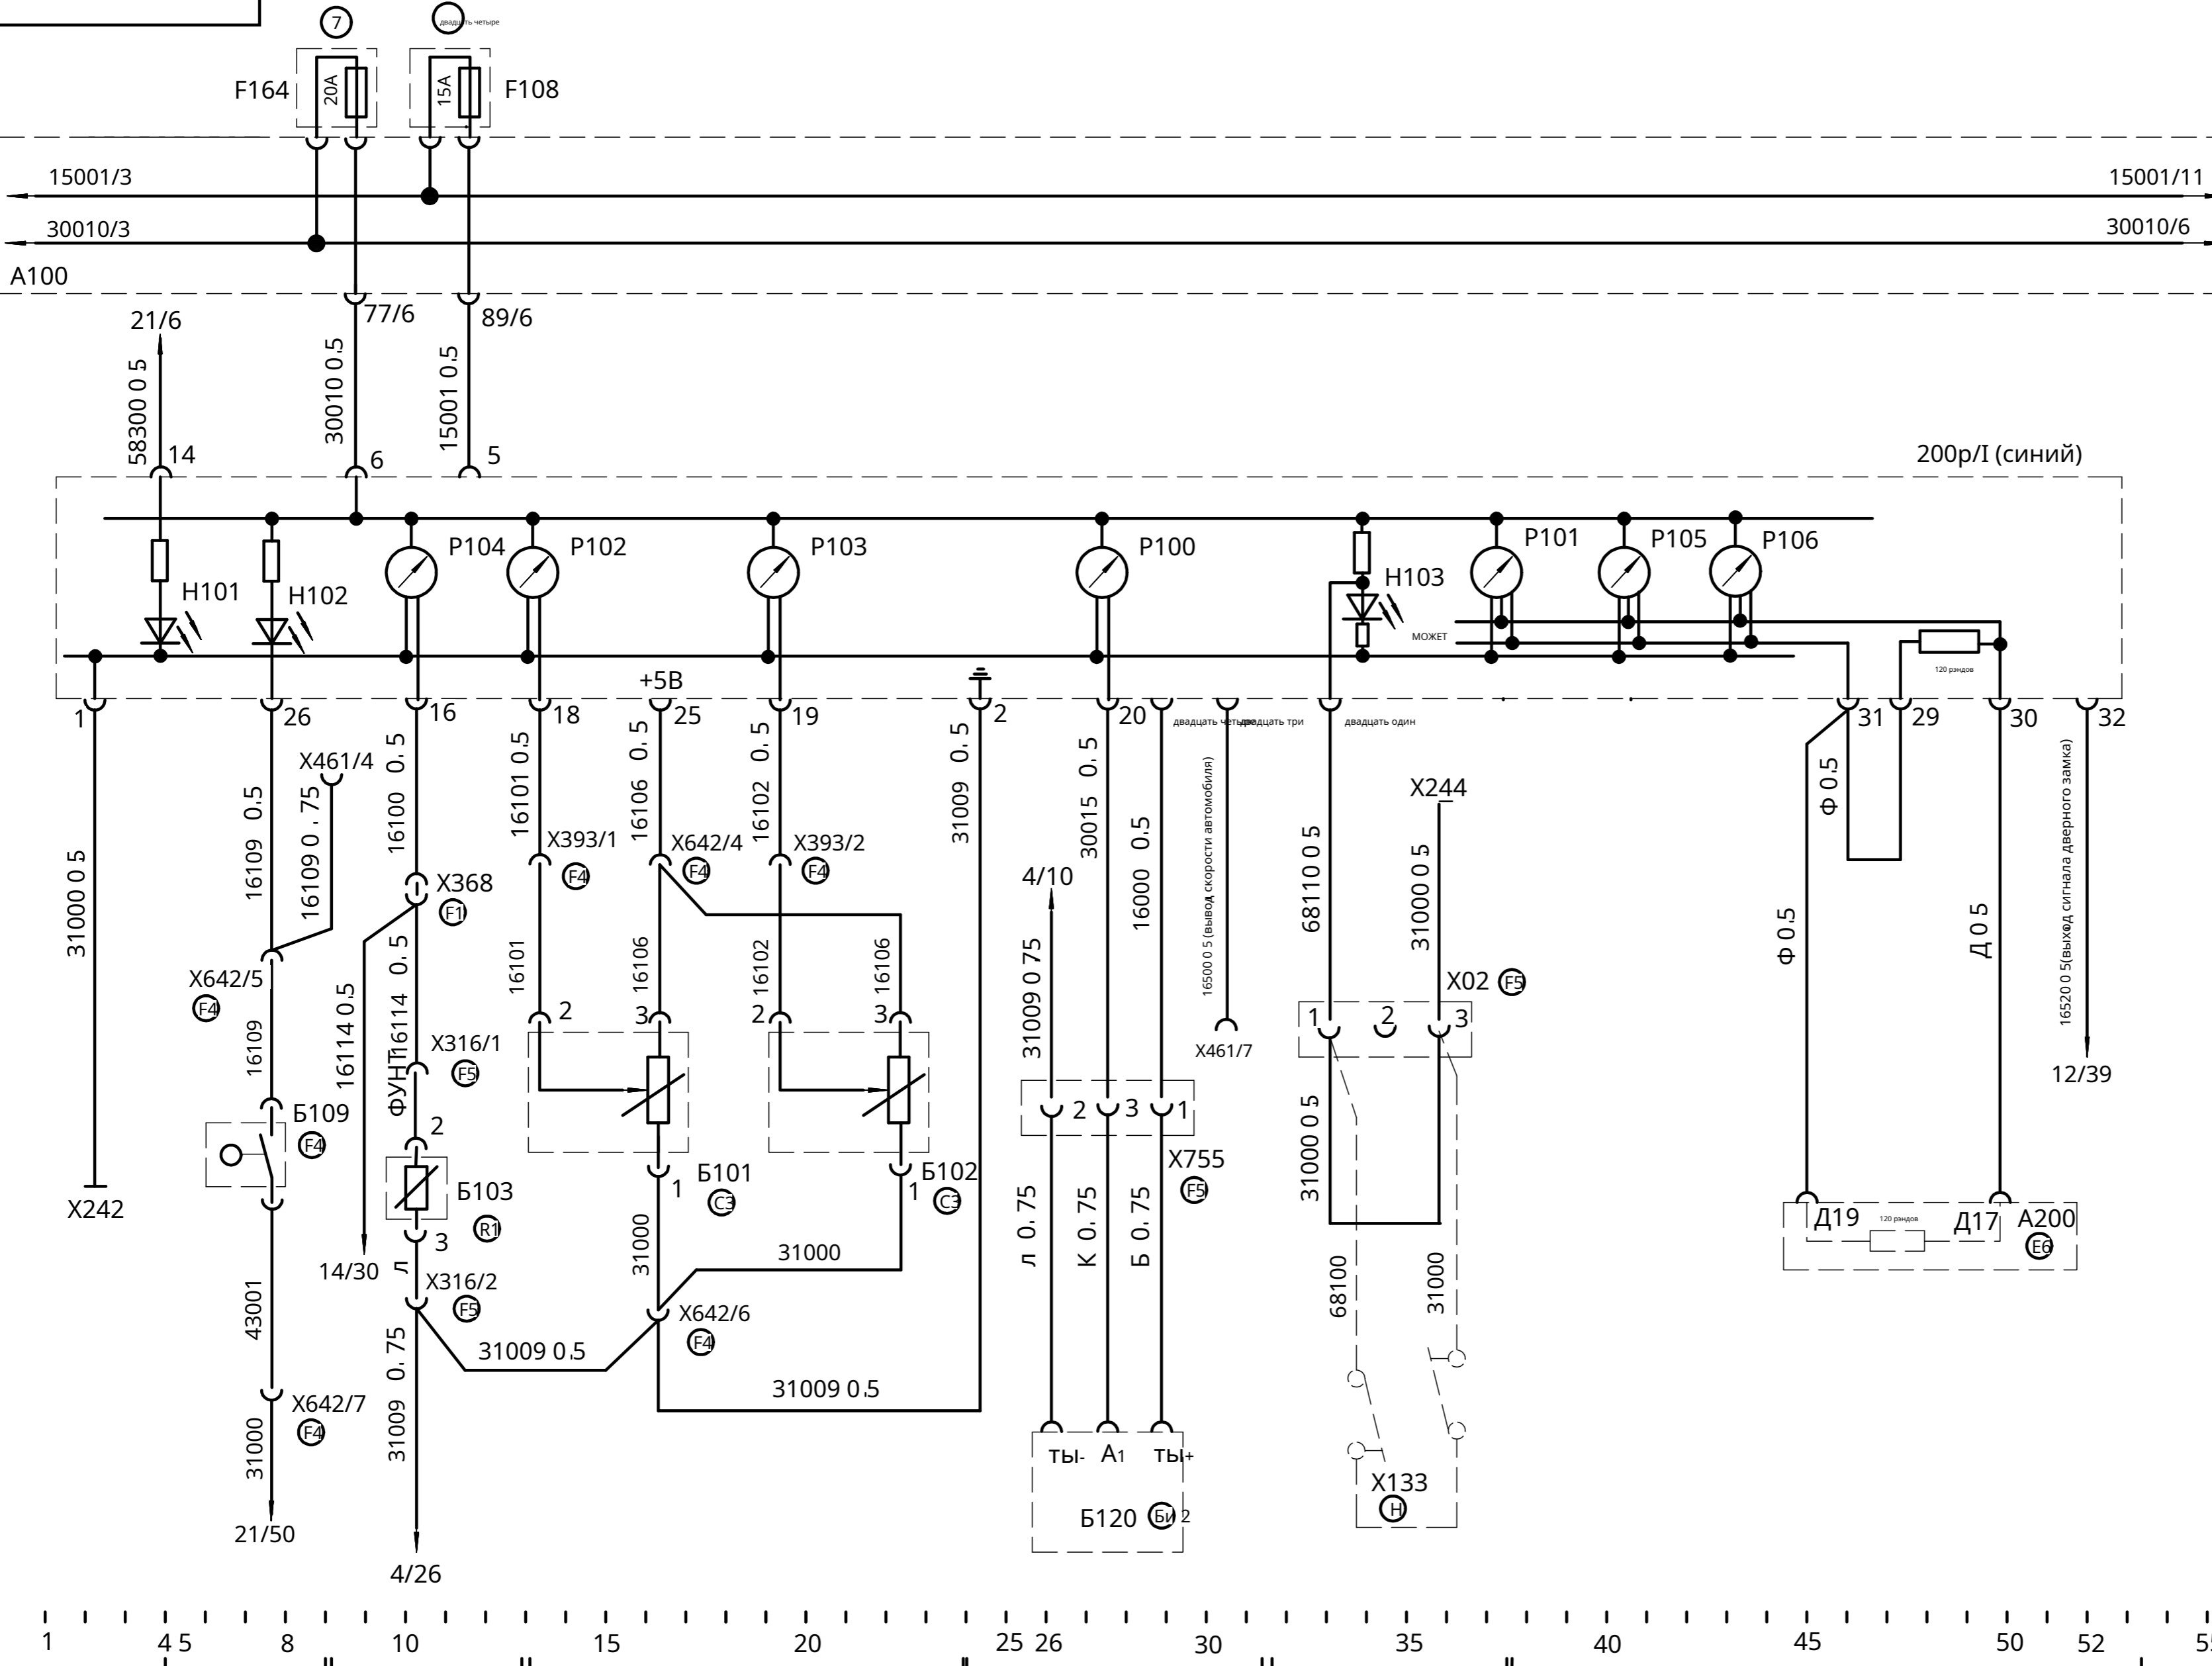 7
двадцать четыре
F164
20A
15A
F108
15001/3
15001/11
30010/3
30010/6
A100
77/6
89/6
21/6
58300 0 5
30010 0.5
15001 0.5
14
6
5
200р/I (синий)
P104
P102
P103
P100
P101
P105
P106
H101
H102
H103
МОЖЕТ
120 рэндов
+5В
1
26
16
18
25
19
2
20
двадцать четыре
двадцать три
двадцать один
31
29
30
32
31000 0 5
16109 0.5
X461/4
16109 0 . 75
16100 0. 5
16101 0.5
16106 0. 5
16102 0. 5
31009 0. 5
30015 0. 5
16000 0.5
16500 0 5 (вывод скорости автомобиля)
68110 0 5
X244
31000 0 5
Ф 0.5
Ф 0.5
Д 0 5
16520 0 5(выход сигнала дверного замка)
X393/1
F4
X642/4
F4
X393/2
F4
X368
F1
4/10
31009 0 75
16101
16106
16102
16106
X642/5
F4
16109
16114 0.5
16114 0. 5
ФУНТ
X316/1
F5
2
3
2
3
X02
F5
1
2
3
X461/7
12/39
Б109
F4
2
Б103
R1
3
Л
X316/2
F5
14/30
X242
Б101
C3
1
Б102
C3
1
31000
31000
X642/6
F4
2
3
1
X755
F5
Л 0. 75
К 0. 75
Б 0. 75
31000 0 5
68100
31000
Д19
120 рэндов
Д17
A200
E6
43001
X642/7
F4
31000
31009 0. 75
31009 0.5
31009 0.5
21/50
4/26
ты-
A1
ты+
Б120
Би 2
X133
H
1
4 5
8
10
15
20
25
26
30
35
40
45
50
52